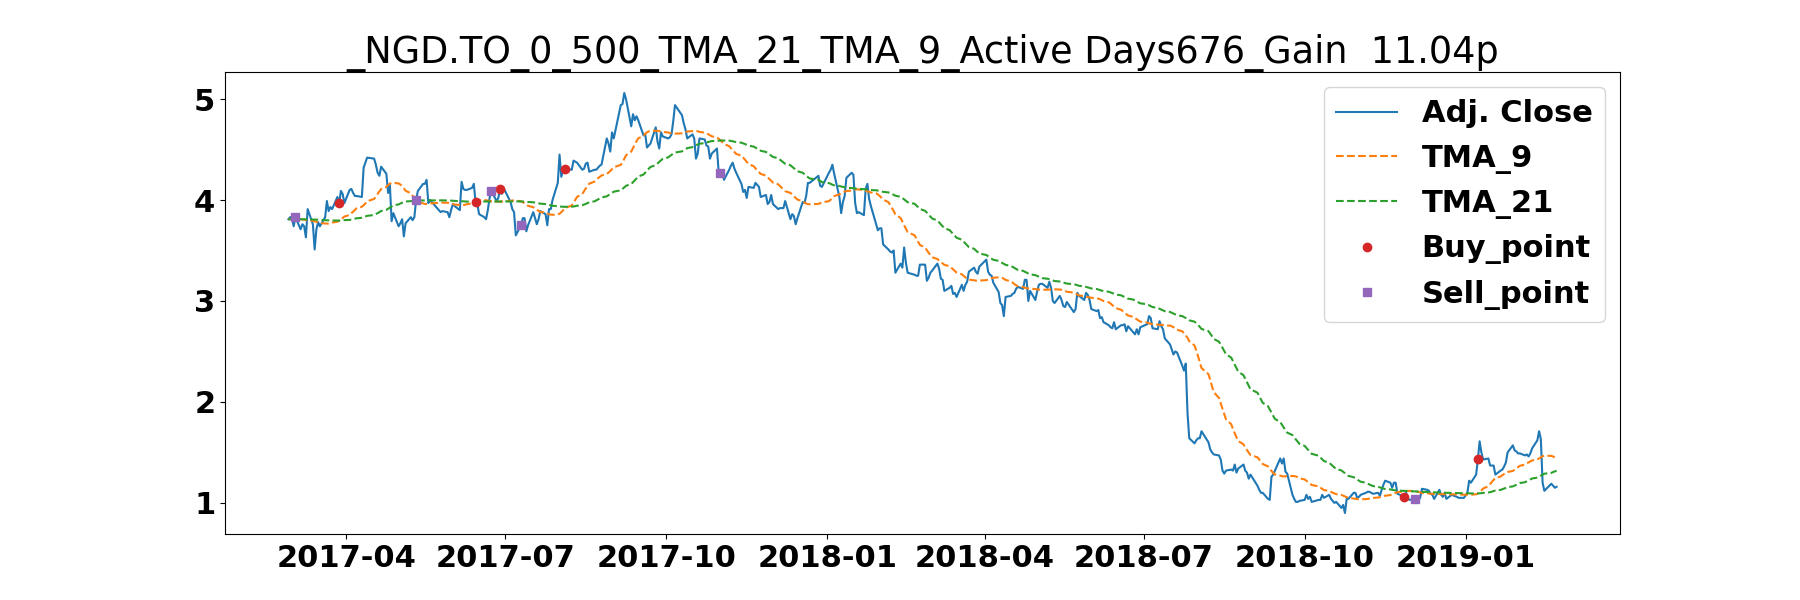 _NGD.TO_0_500_TMA_21_TMA_9_Active Days676_Gain  11.04p
5
4
3
2
1
Adj. Close
TMA_9
TMA_21
Buy_point
Sell_point
2017-04 2017-07 2017-10 2018-01 2018-04 2018-07 2018-10 2019-01